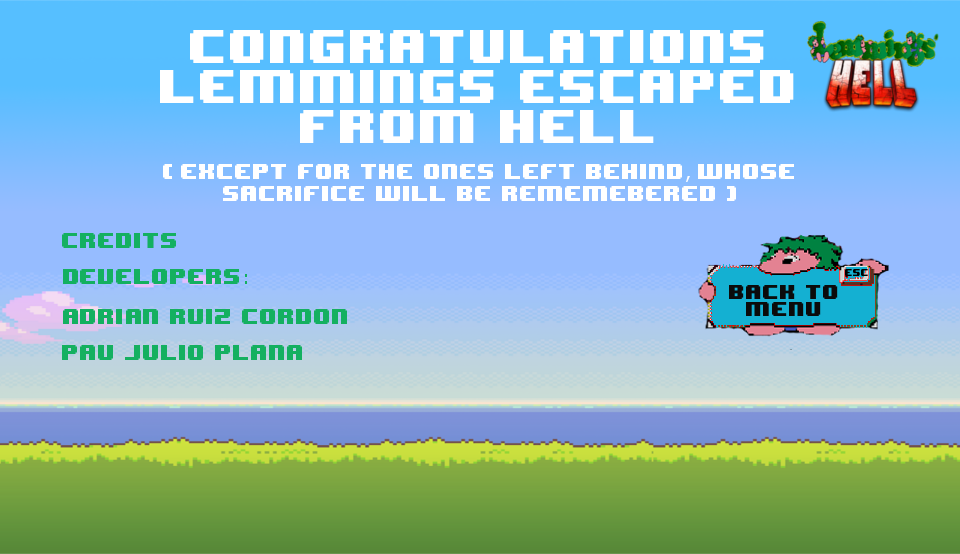 CONGRATULATIONS
LEMMINGS ESCAPED
FROM HELL
Lemmings
HELL
( EXCEPT FOR THE ONES LEFT BEHIND, WHOSE
SACRIFICE WILL BE REMEMEBERED )
CREDITS
DEVELOPERS:
ADRIAN RUIZ CORDON
PAU JULIO PLANA
ESC
BACK TO
MENU